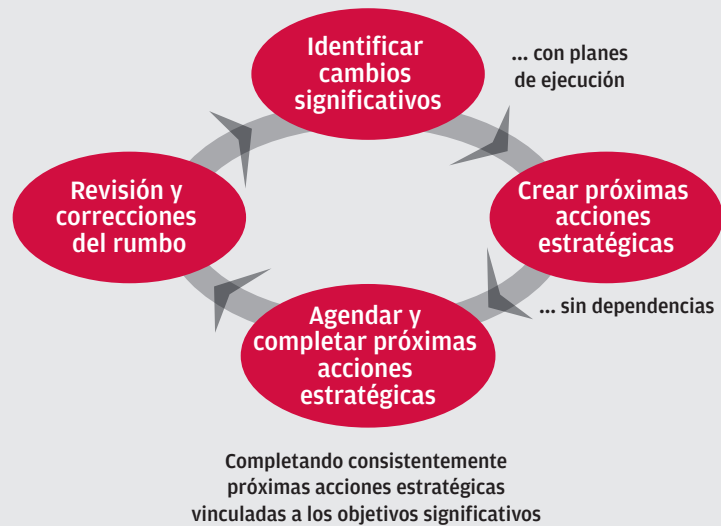 Identificar
cambios
significativos
... con planes
de ejecución
Crear próximas
acciones
estratégicas
... sin dependencias
Agendar y
completar próximas
acciones
estratégicas
Revisión y
correcciones
del rumbo
Completando consistentemente
próximas acciones estratégicas
vinculadas a los objetivos significativos